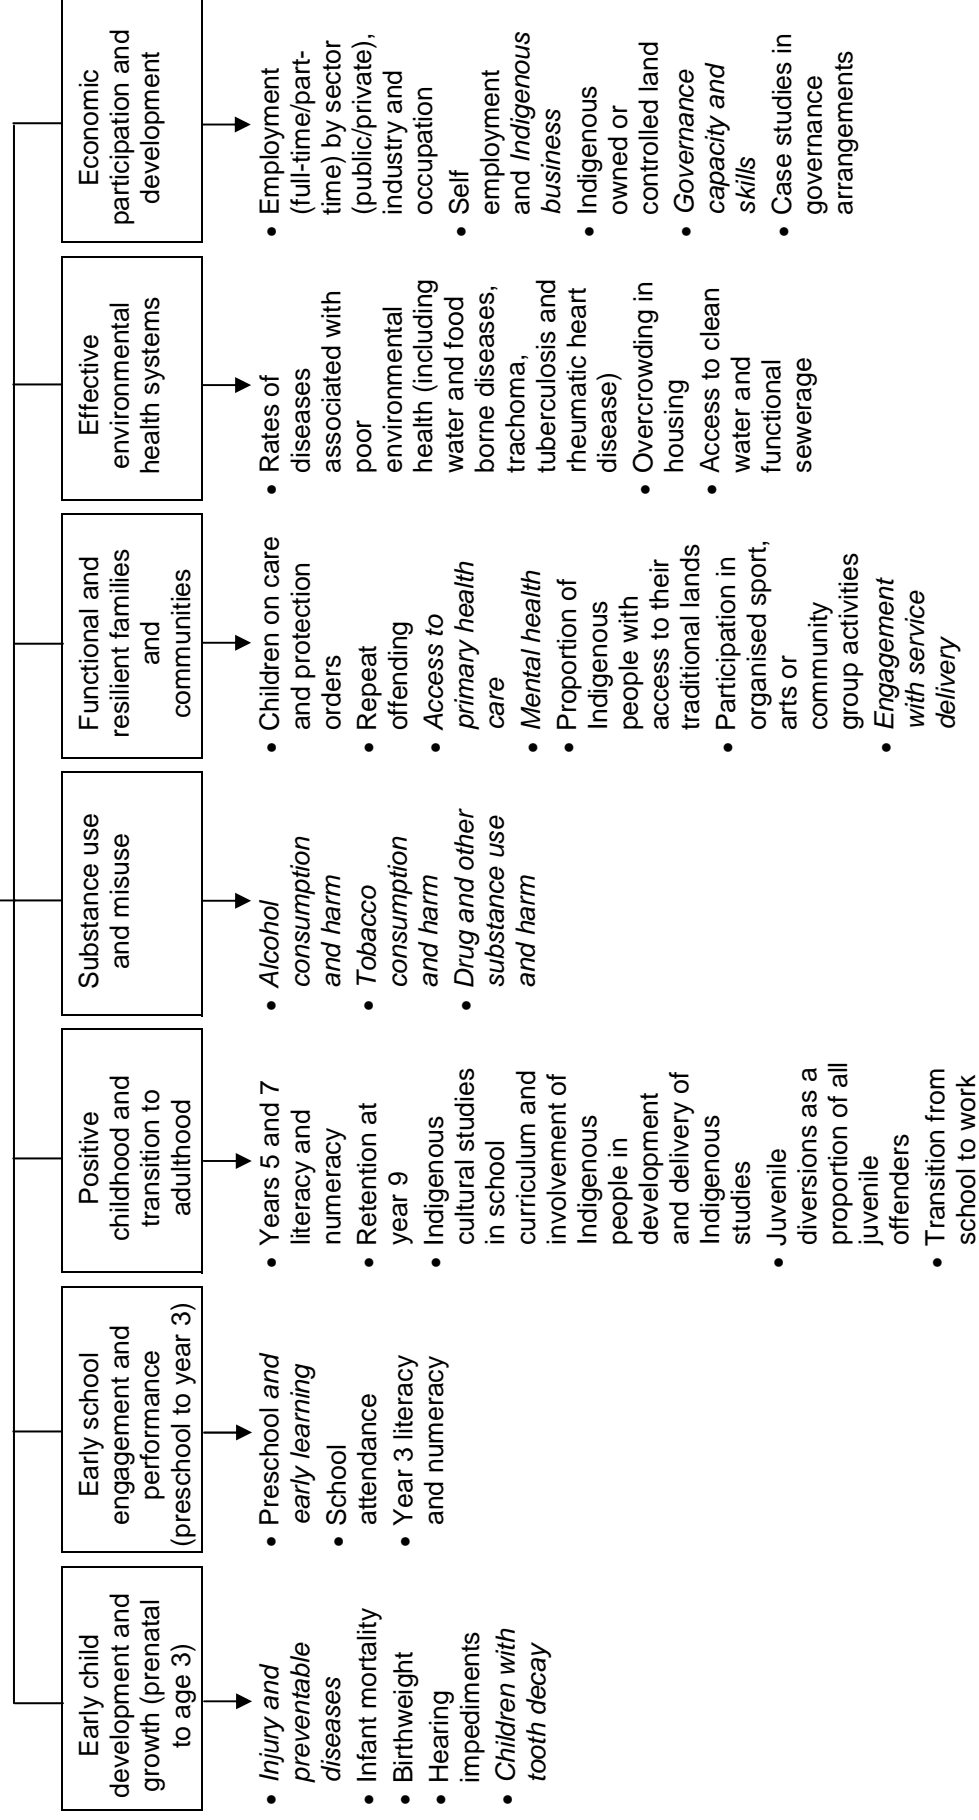 Early child
development and
growth (prenatal
to age 3)
• Injury and
preventable
diseases
• Infant mortality
• Birthweight
• Hearing
impediments
• Children with
tooth decay
Early school
engagement and
performance
(preschool to year 3)
• Preschool and
early learning
• School
attendance
• Year 3 literacy
and numeracy
Positive
childhood and
transition to
adulthood
• Years 5 and 7
literacy and
numeracy
• Retention at
year 9
• Indigenous
cultural studies
in school
curriculum and
involvement of
Indigenous
people in
development
and delivery of
Indigenous
studies
• Juvenile
diversions as a
proportion of all
juvenile
offenders
• Transition from
school to work
Substance use
and misuse
• Alcohol
consumption
and harm
• Tobacco
consumption
and harm
• Drug and other
substance use
and harm
Functional and
resilient families
and
communities
• Children on care
and protection
orders
• Repeat
offending
• Access to
primary health
care
• Mental health
• Proportion of
Indigenous
people with
access to their
traditional lands
• Participation in
organised sport,
arts or
community
group activities
• Engagement
with service
delivery
Effective
environmental
health systems
• Rates of
diseases
associated with
poor
environmental
health (including
water and food
borne diseases,
trachoma,
tuberculosis and
rheumatic heart
disease)
• Overcrowding in
housing
• Access to clean
water and
functional
sewerage
Economic
participation and
development
• Employment
(full-time/part-
time) by sector
(public/private),
industry and
occupation
• Self
employment
and Indigenous
business
• Indigenous
owned or
controlled land
• Governance
capacity and
skills
• Case studies in
governance
arrangements